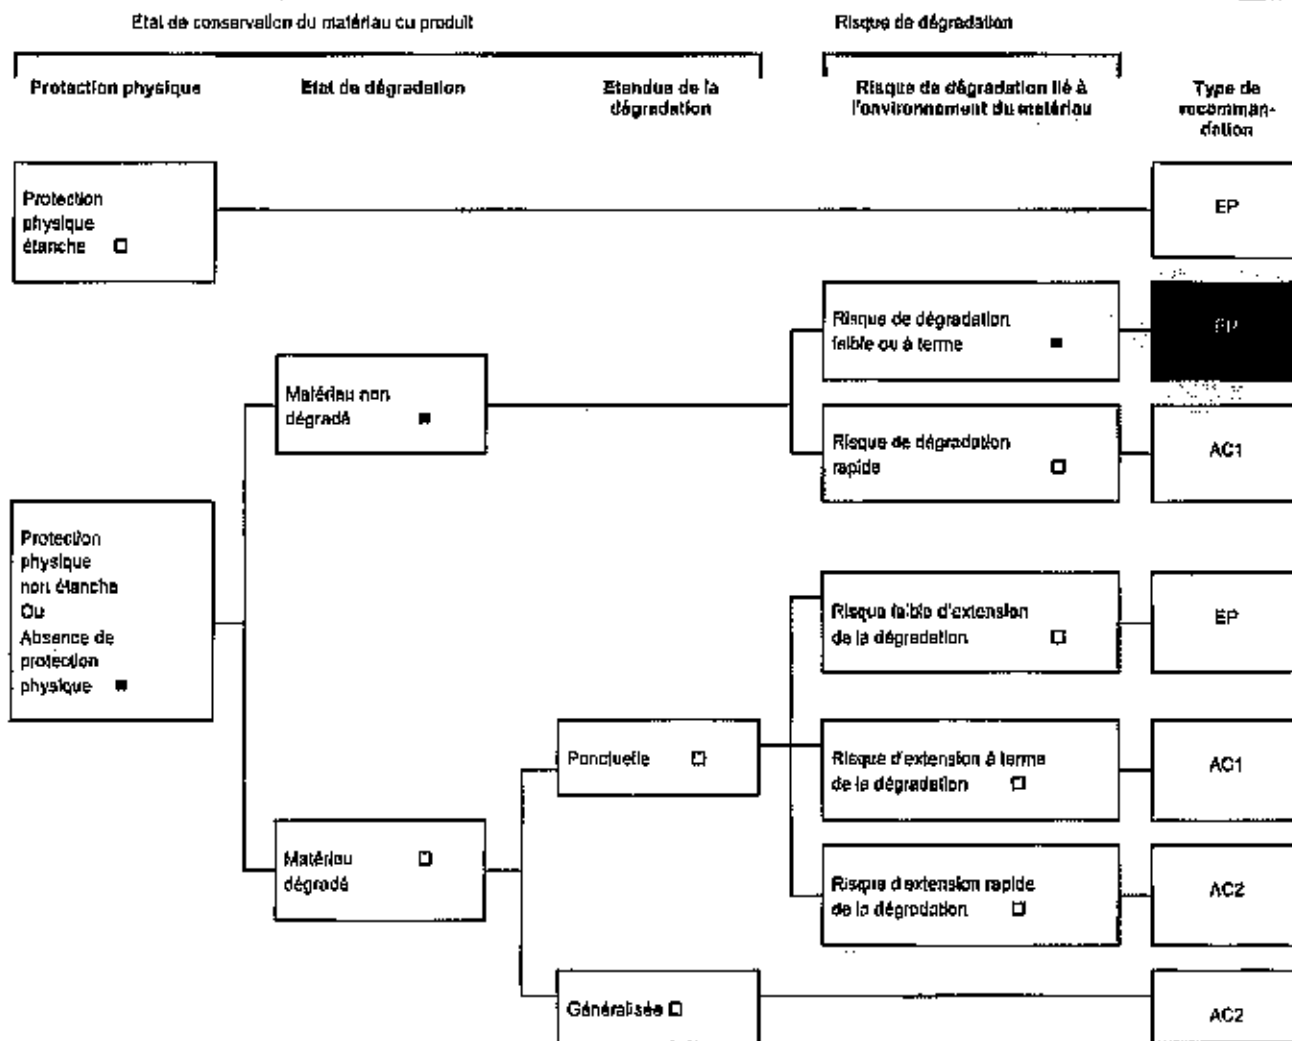 État de conservation du matériau ou produit
Risque de dégradation
Protection physique
Etat de dégradation
Etendue de la
dégradation
Risque de dégradation lié à
l'environnement du matériau
Type de
recomman-
dation
Protection
physique
étanche
EP
Risque de dégradation
faible ou à terme
EP
Matériau non
dégradé
Risque de dégradation
rapide
AC1
Protection
physique
non étanche
Ou
Absence de
protection
physique
Risque faible d'extension
de la dégradation
EP
Ponctuelle
Risque d'extension à terme
de la dégradation
AC1
Matériau
dégradé
Risque d'extension rapide
de la dégradation
AC2
Généralisée
AC2